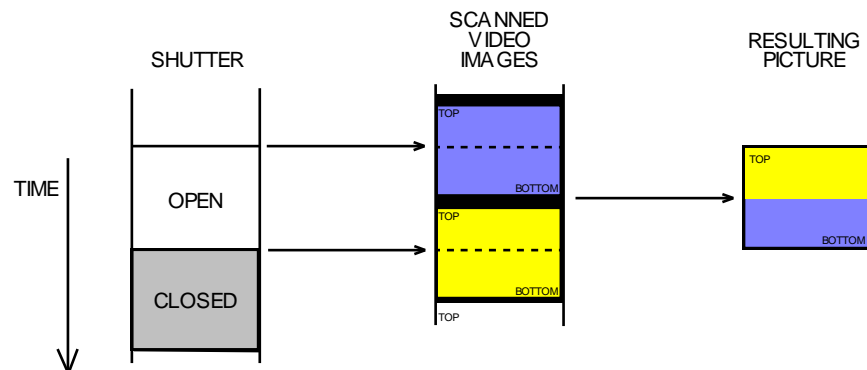 SHUTTER
SCANNED
VIDEO
IMAGES
RESULTING
PICTURE
TIME
OPEN
CLOSED
TOP
BOTTOM
TOP
BOTTOM
TOP
TOP
BOTTOM